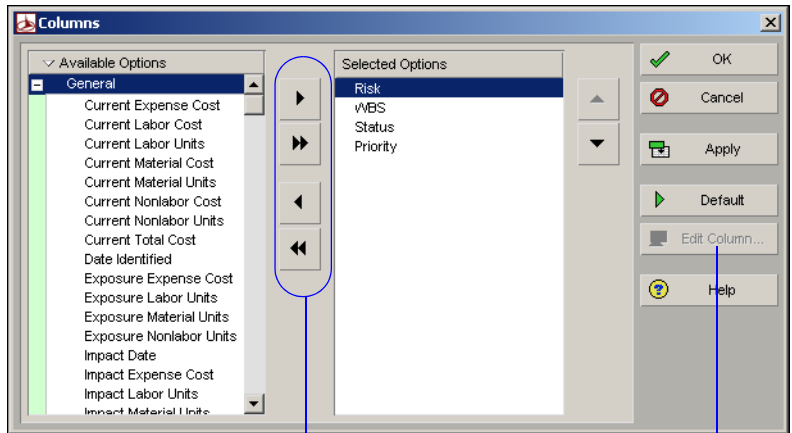 Columns
Available Options
General
Current Expense Cost
Current Labor Cost
Current Labor Units
Current Material Cost
Current Material Units
Current Nonlabor Cost
Current Nonlabor Units
Current Total Cost
Date Identified
Exposure Expense Cost
Exposure Labor Units
Exposure Material Units
Exposure Nonlabor Units
Impact Date
Impact Expense Cost
Impact Labor Units
Impact Material Units
Selected Options
Risk
WBS
Status
Priority
OK
Cancel
Apply
Default
Edit Column...
Help